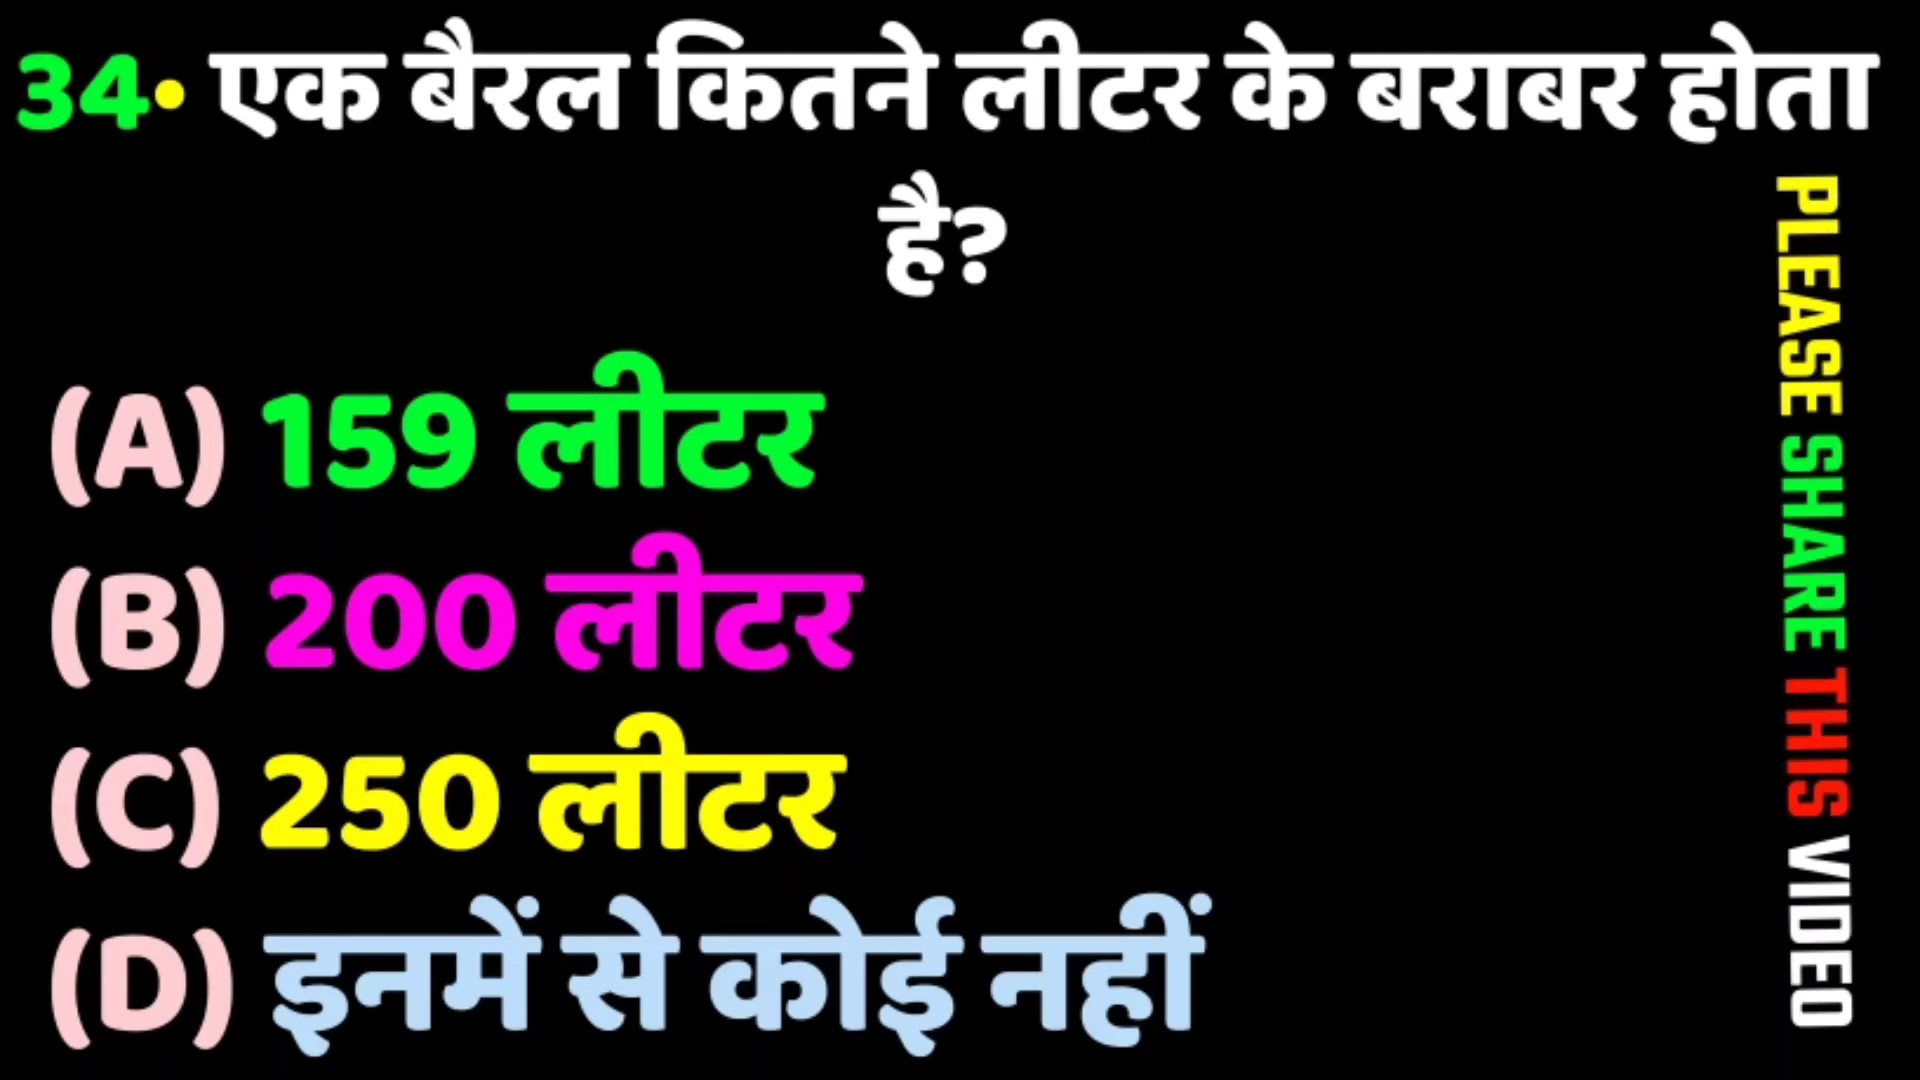 34• एक बैरल कितने लीटर के बराबर होता
है?
(A) 159 लीटर
(B) 200 लीटर
(C) 250 लीटर
(D) इनमें से कोई नहीं
PLEASE SHARE THIS VIDEO